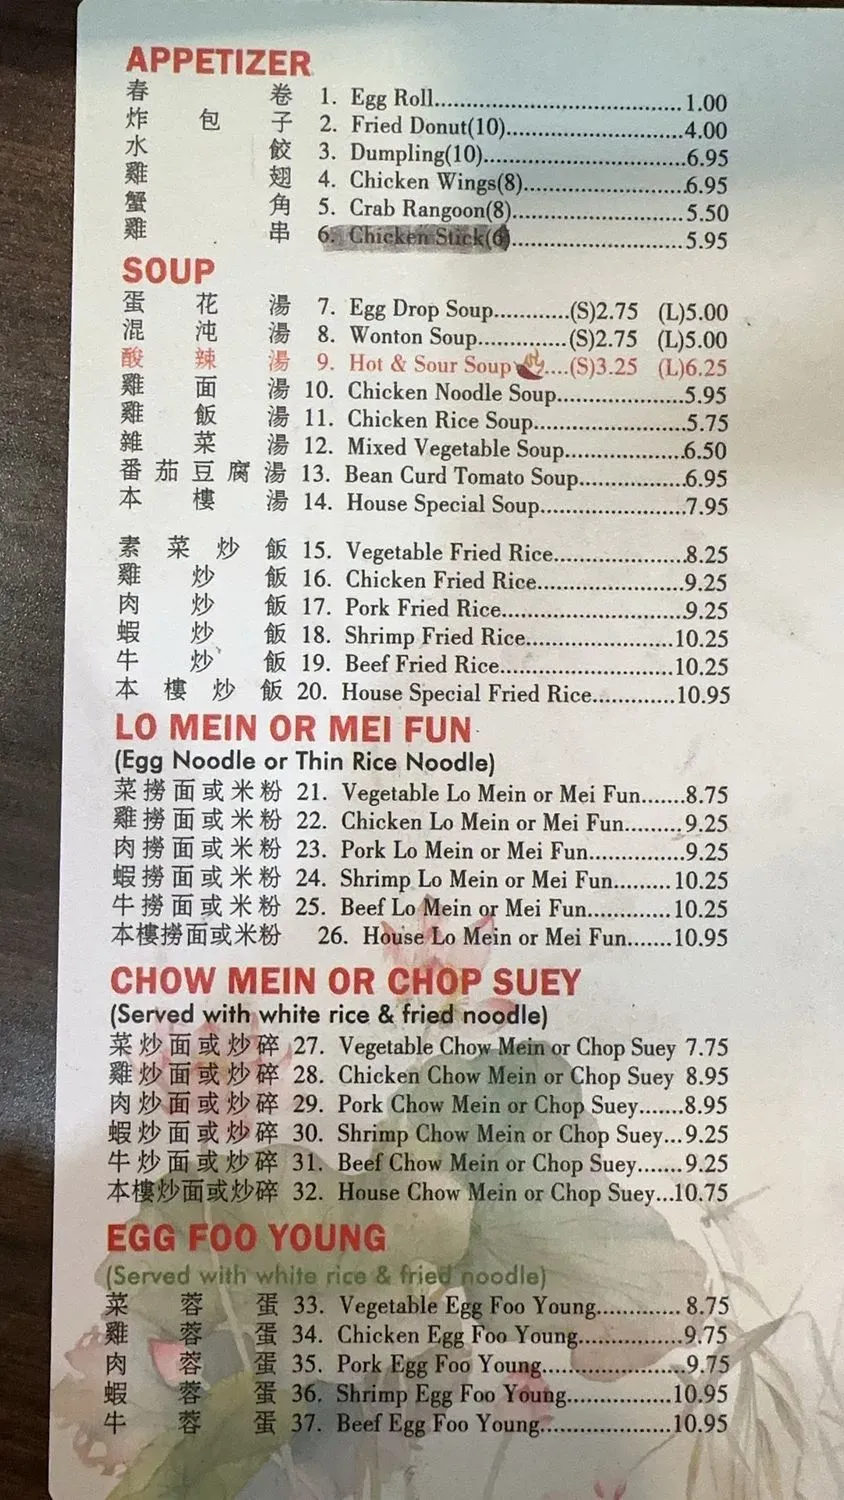 APPETIZER
春 卷 1. Egg Roll 1.00
炸 包 子 2. Fried Donut(10) 4.00
水 餃 3. Dumpling(10) 6.95
雞 翅 4. Chicken Wings(8) 6.95
蟹 角 5. Crab Rangoon(8) 5.50
雞 串 6. Chicken Stick(6) 5.95
SOUP
蛋 花 湯 7. Egg Drop Soup (S)2.75 (L)5.00
混 沌 湯 8. Wonton Soup (S)2.75 (L)5.00
酸 辣 湯 9. Hot & Sour Soup (S)3.25 (L)6.25
雞 面 湯 10. Chicken Noodle Soup 5.95
雞 飯 湯 11. Chicken Rice Soup 5.75
雜 菜 湯 12. Mixed Vegetable Soup 6.50
番 茄 豆 腐 湯 13. Bean Curd Tomato Soup 6.95
本 樓 湯 14. House Special Soup 7.95
素 菜 炒 飯 15. Vegetable Fried Rice 8.25
雞 炒 飯 16. Chicken Fried Rice 9.25
肉 炒 飯 17. Pork Fried Rice 9.25
蝦 炒 飯 18. Shrimp Fried Rice 10.25
牛 炒 飯 19. Beef Fried Rice 10.25
本 樓 炒 飯 20. House Special Fried Rice 10.95
LO MEIN OR MEI FUN
(Egg Noodle or Thin Rice Noodle)
菜撈面或米粉 21. Vegetable Lo Mein or Mei Fun 8.75
雞撈面或米粉 22. Chicken Lo Mein or Mei Fun 9.25
肉撈面或米粉 23. Pork Lo Mein or Mei Fun 9.25
蝦撈面或米粉 24. Shrimp Lo Mein or Mei Fun 10.25
牛撈面或米粉 25. Beef Lo Mein or Mei Fun 10.25
本樓撈面或米粉 26. House Lo Mein or Mei Fun 10.95
CHOW MEIN OR CHOP SUEY
(Served with white rice & fried noodle)
菜炒面或炒碎 27. Vegetable Chow Mein or Chop Suey 7.75
雞炒面或炒碎 28. Chicken Chow Mein or Chop Suey 8.95
肉炒面或炒碎 29. Pork Chow Mein or Chop Suey 8.95
蝦炒面或炒碎 30. Shrimp Chow Mein or Chop Suey 9.25
牛炒面或炒碎 31. Beef Chow Mein or Chop Suey 9.25
本樓炒面或炒碎 32. House Chow Mein or Chop Suey 10.75
EGG FOO YOUNG
(Served with white rice & fried noodle)
菜 蓉 蛋 33. Vegetable Egg Foo Young 8.75
雞 蓉 蛋 34. Chicken Egg Foo Young 9.75
肉 蓉 蛋 35. Pork Egg Foo Young 9.75
蝦 蓉 蛋 36. Shrimp Egg Foo Young 10.95
牛 蓉 蛋 37. Beef Egg Foo Young 10.95